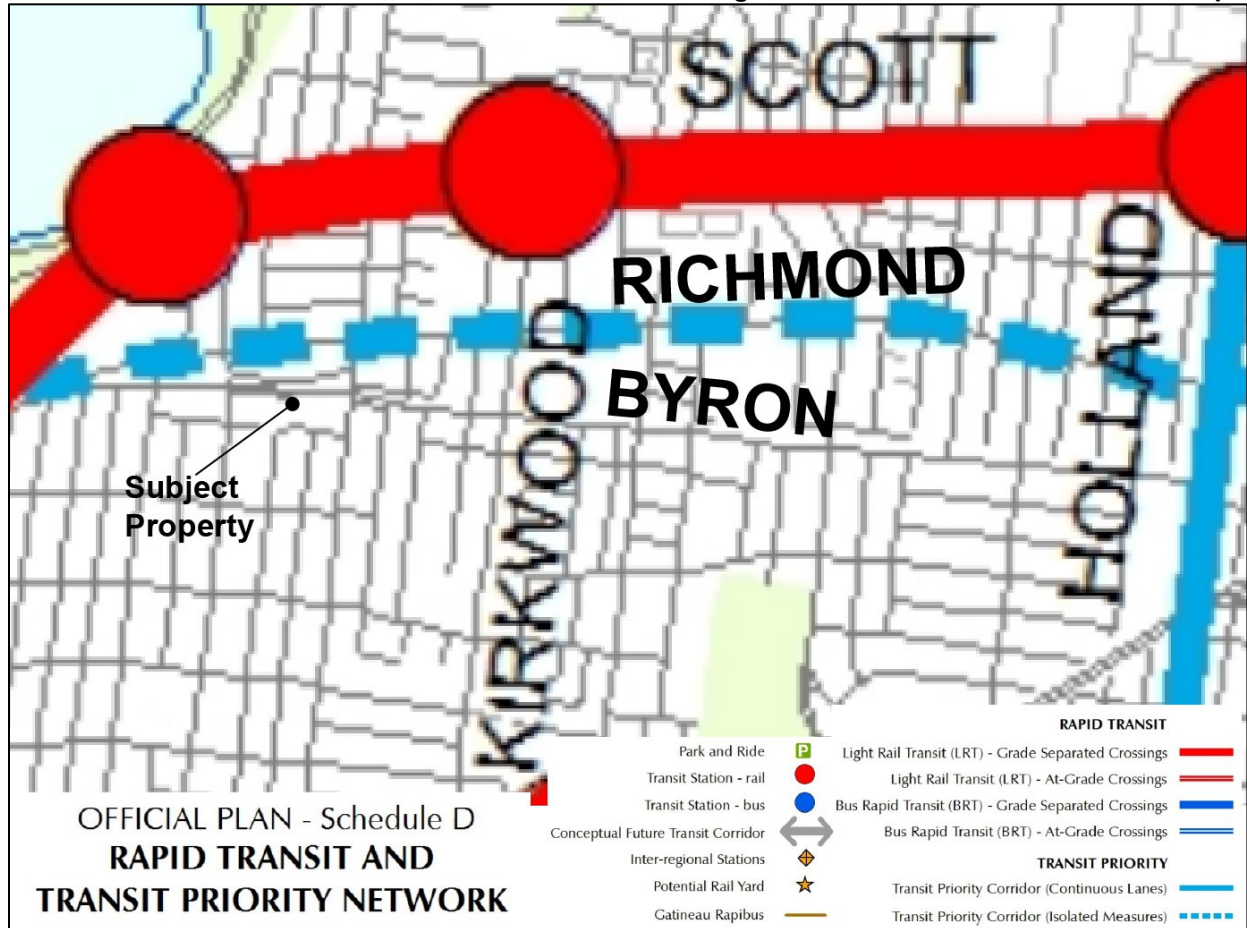 SCOTT
RICHMOND
HOLLAND
BYRON
KIRKWOOD
Subject
Property
OFFICIAL PLAN - Schedule D
RAPID TRANSIT AND
TRANSIT PRIORITY NETWORK
Park and Ride
P
Transit Station - rail
Transit Station - bus
Conceptual Future Transit Corridor
Inter-regional Stations
Potential Rail Yard
Gatineau Rapibus
RAPID TRANSIT
Light Rail Transit (LRT) - Grade Separated Crossings
Light Rail Transit (LRT) - At-Grade Crossings
Bus Rapid Transit (BRT) - Grade Separated Crossings
Bus Rapid Transit (BRT) - At-Grade Crossings
TRANSIT PRIORITY
Transit Priority Corridor (Continuous Lanes)
Transit Priority Corridor (Isolated Measures)